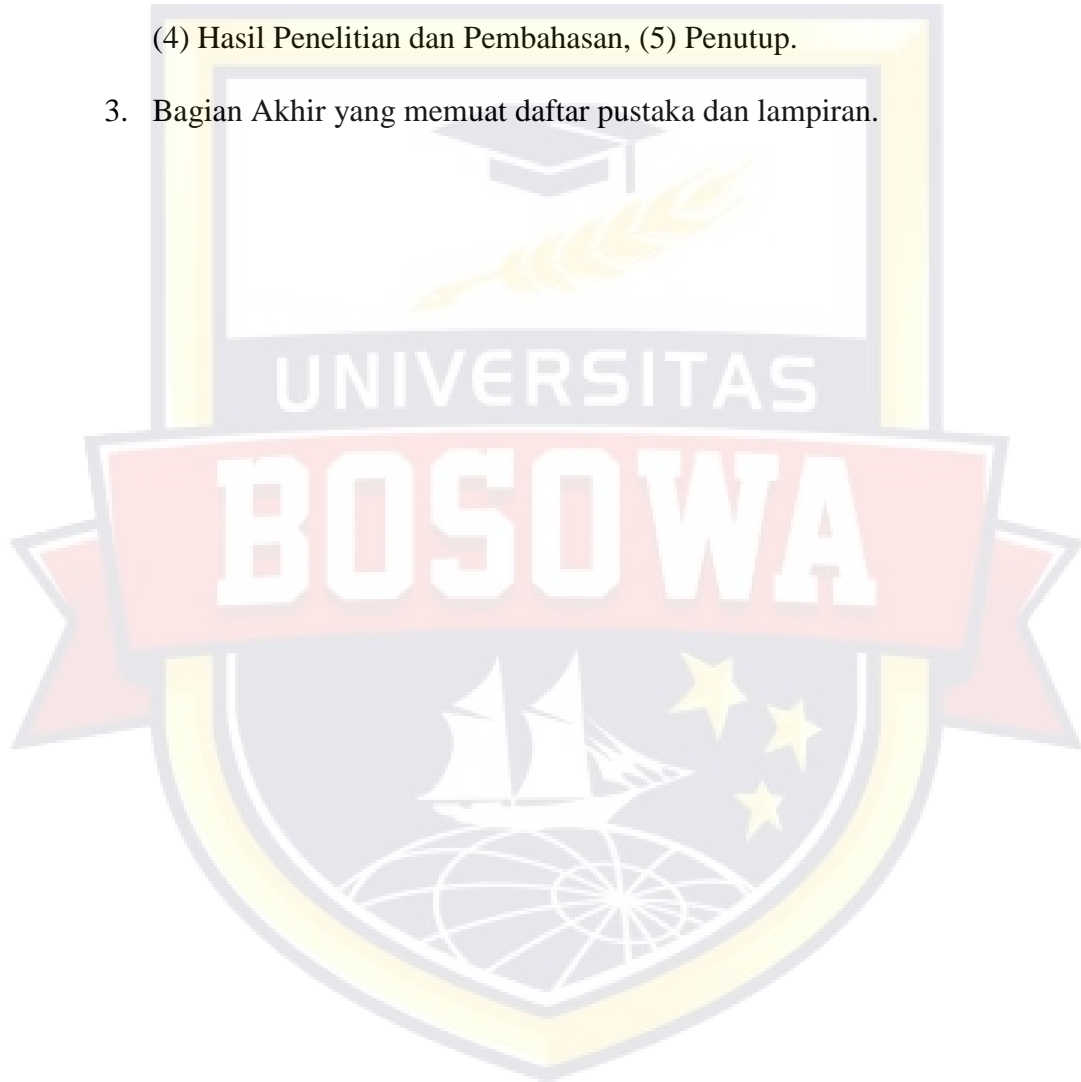 (4) Hasil Penelitian dan Pembahasan, (5) Penutup.
3. Bagian Akhir yang memuat daftar pustaka dan lampiran.
UNIVERSITAS
BOSOWA